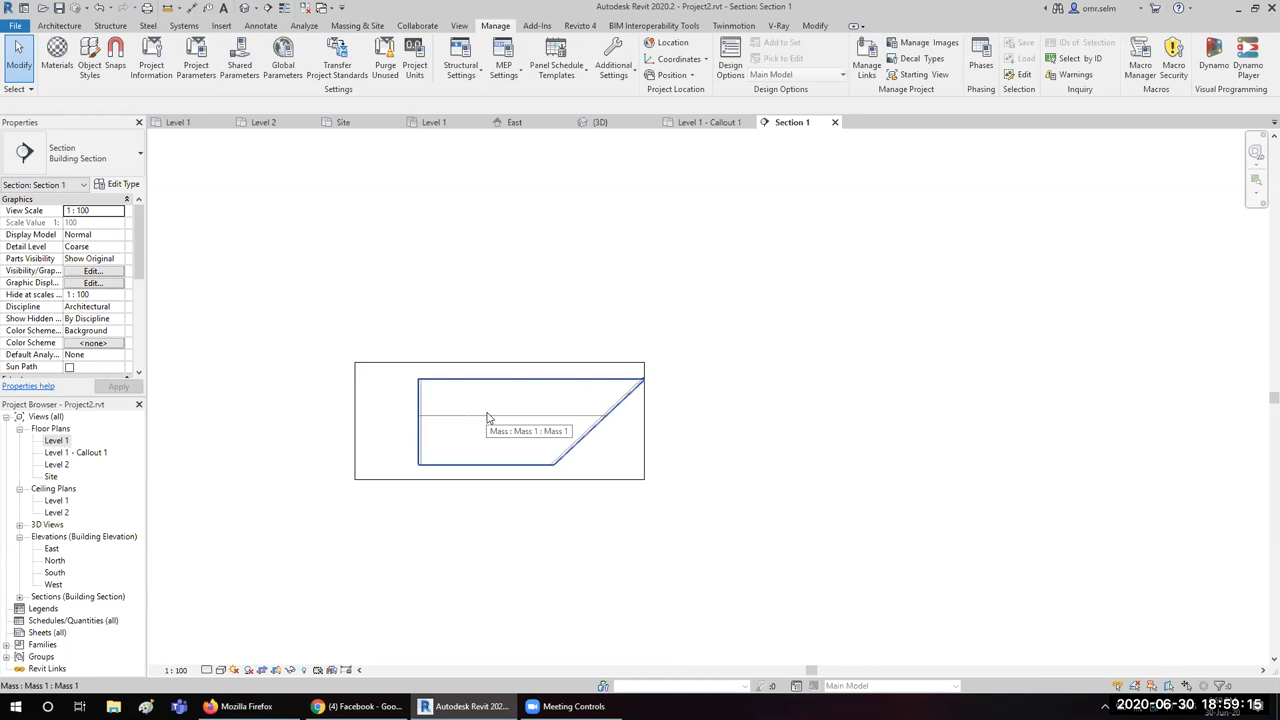 Autodesk Revit 2020.2 - Project2.rvt - Section: Section 1
omr.selm
File Architecture Structure Steel Systems Insert Annotate Analyze Massing & Site Collaborate View Manage Add-Ins Revizto 4 BIM Interoperability Tools Twinmotion V-Ray Modify
Modify
Materials
Object Styles
Snaps
Project Information
Project Parameters
Shared Parameters
Global Parameters
Transfer Project Standards
Purge Unused
Project Units
Structural Settings
MEP Settings
Panel Schedule Templates
Additional Settings
Location
Coordinates
Position
Design Options
Add to Set
Pick to Edit
Main Model
Manage Links
Manage Images
Decal Types
Starting View
Phases
Save
Load
Edit
IDs of Selection
Select by ID
Warnings
Macro Manager
Macro Security
Dynamo
Dynamo Player
Select Settings Project Location Design Options Manage Project Phasing Selection Inquiry Macros Visual Programming
Properties
Level 1 Level 2 Site Level 1 East {3D} Level 1 - Callout 1 Section 1
Section
Building Section
Section: Section 1 Edit Type
Graphics
View Scale 1 : 100
Scale Value 1: 100
Display Model Normal
Detail Level Coarse
Parts Visibility Show Original
Visibility/Grap... Edit...
Graphic Displ... Edit...
Hide at scales ... 1 : 100
Discipline Architectural
Show Hidden ... By Discipline
Color Scheme... Background
Color Scheme <none>
Default Analy... None
Sun Path
Properties help Apply
Project Browser - Project2.rvt
Views (all)
Floor Plans
Level 1
Level 1 - Callout 1
Level 2
Site
Ceiling Plans
Level 1
Level 2
3D Views
Elevations (Building Elevation)
East
North
South
West
Sections (Building Section)
Legends
Schedules/Quantities (all)
Sheets (all)
Families
Groups
Revit Links
Mass : Mass 1 : Mass 1
1 : 100
Mass : Mass 1 : Mass 1
:0 Main Model :0
Mozilla Firefox
(4) Facebook - Goo...
Autodesk Revit 202...
Meeting Controls
2020-06-30 18:59:15